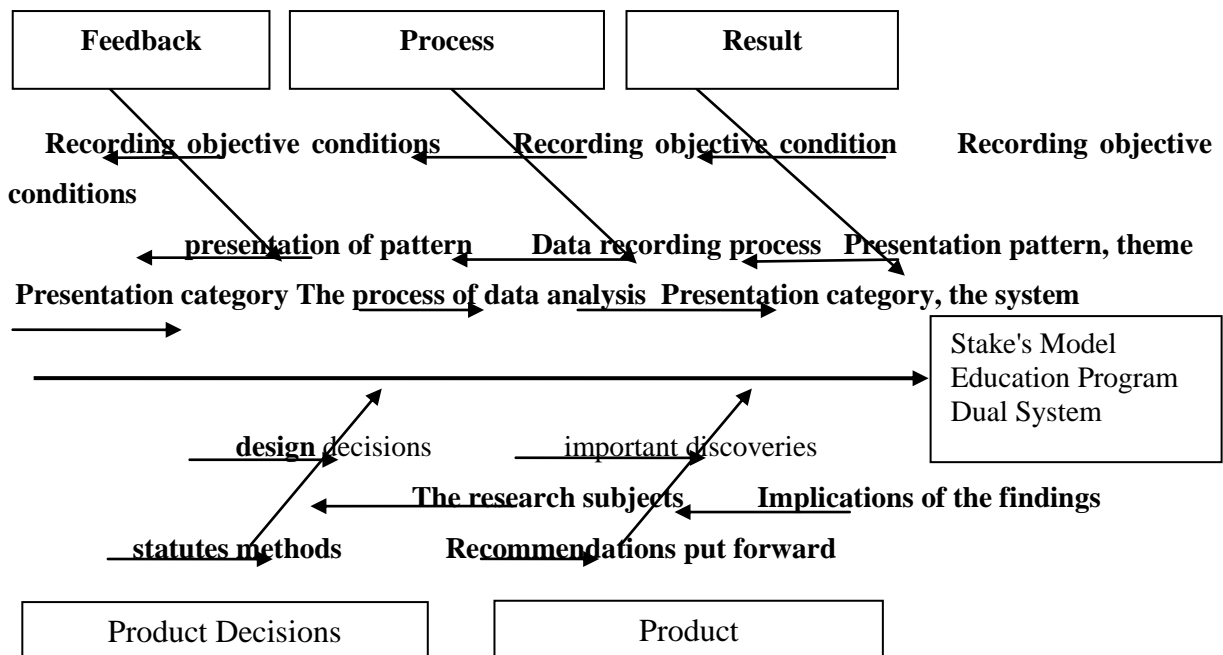 Feedback Process Result
Recording objective conditions Recording objective condition Recording objective
conditions
presentation of pattern Data recording process Presentation pattern, theme
Presentation category The process of data analysis Presentation category, the system
Stake's Model
Education Program
Dual System
design decisions important discoveries
The research subjects Implications of the findings
statutes methods Recommendations put forward
Product Decisions Product